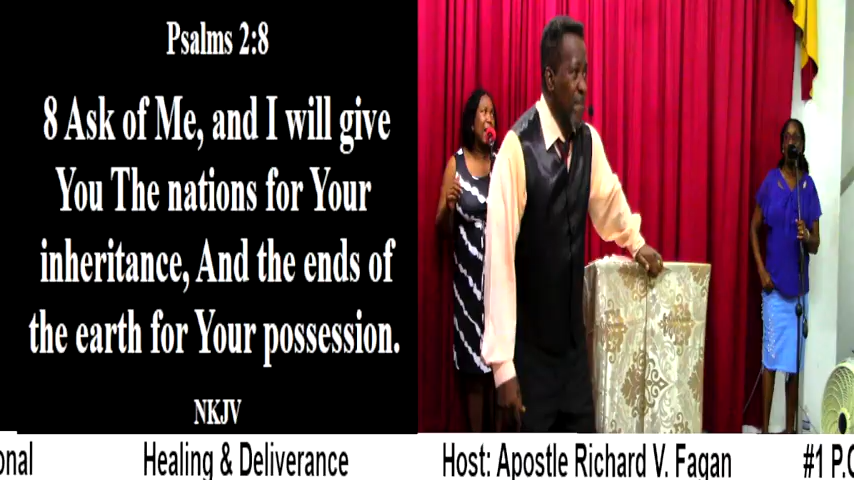 Psalms 2:8
8 Ask of Me, and I will give
You The nations for Your
inheritance, And the ends of
the earth for Your possession.
NKJV
onal Healing & Deliverance Host: Apostle Richard V. Fagan #1 P.O